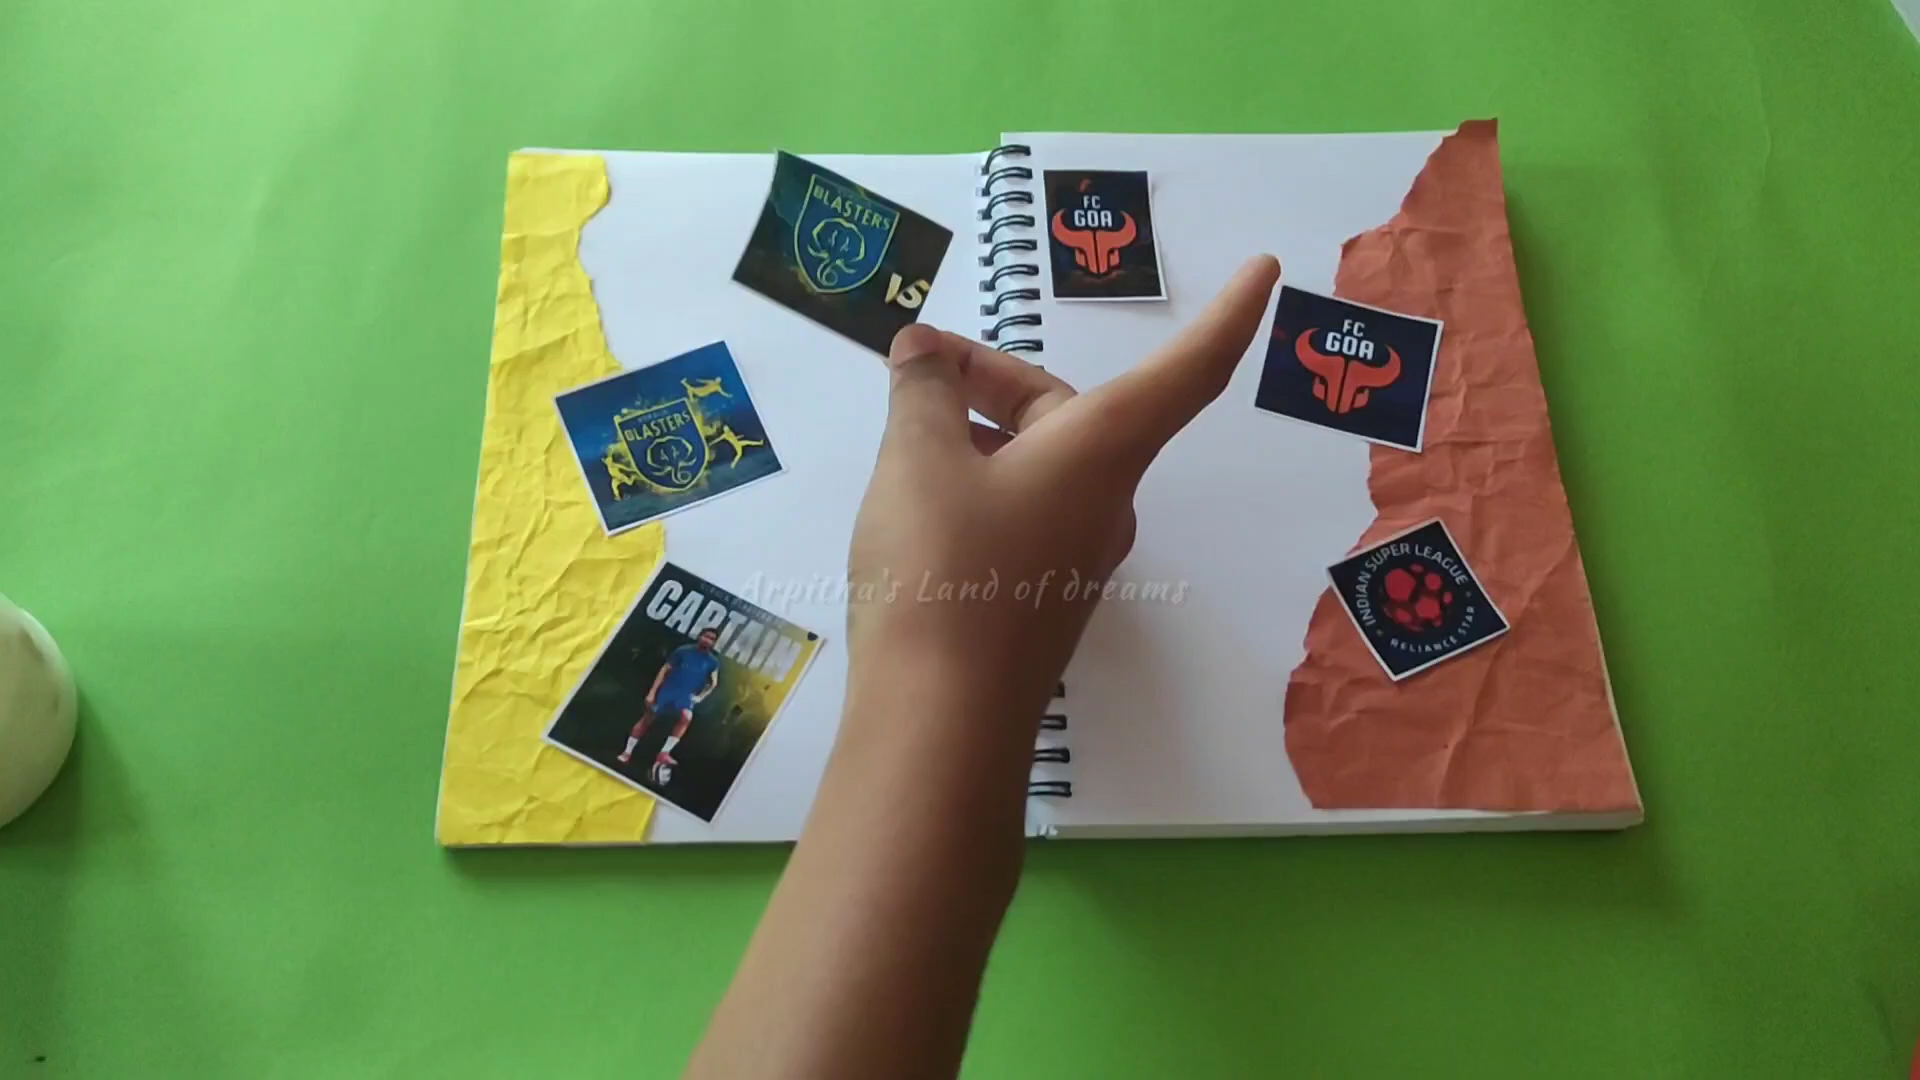 BLASTERS
VS
FC
GOA
FC
GOA
BLASTERS
INDIAN SUPER LEAGUE
RELIANCE STAR
CAPTAIN
Arpitha's Land of dreams